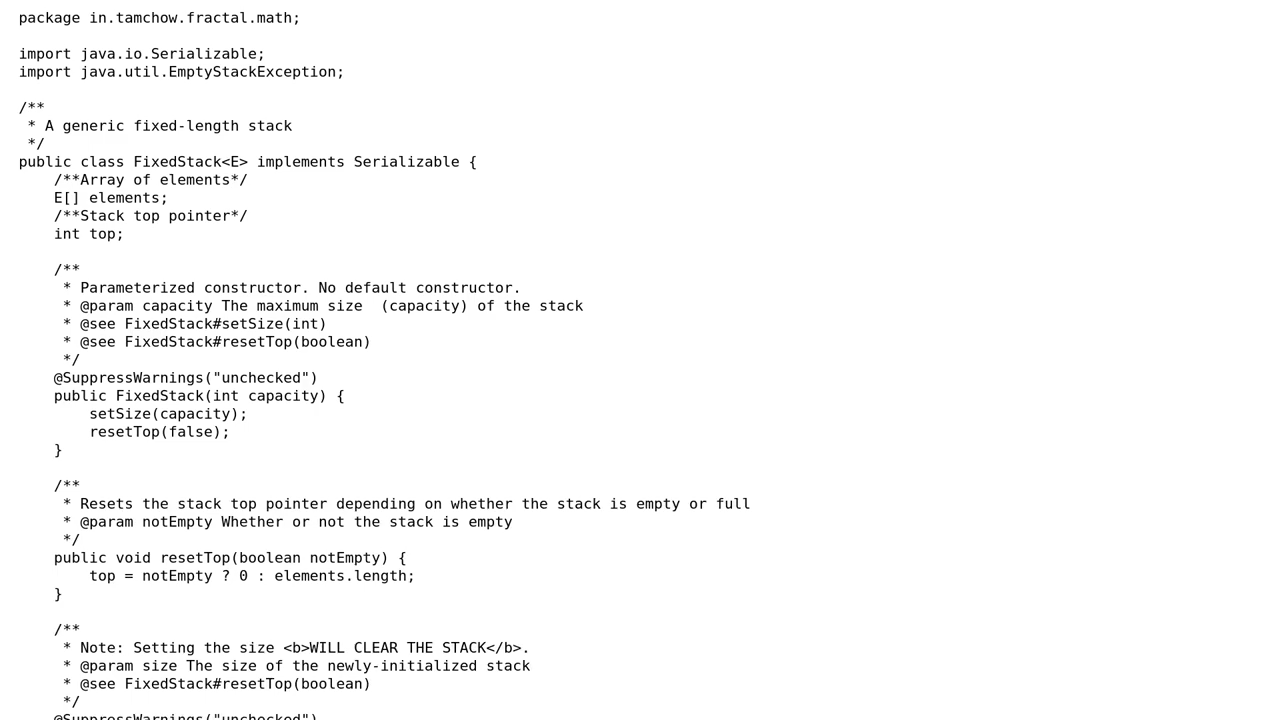 package in.tamchow.fractal.math;

import java.io.Serializable;
import java.util.EmptyStackException;

/**
 * A generic fixed-length stack
 */
public class FixedStack<E> implements Serializable {
    /**Array of elements*/
    E[] elements;
    /**Stack top pointer*/
    int top;

    /**
     * Parameterized constructor. No default constructor.
     * @param capacity The maximum size  (capacity) of the stack
     * @see FixedStack#setSize(int)
     * @see FixedStack#resetTop(boolean)
     */
    @SuppressWarnings("unchecked")
    public FixedStack(int capacity) {
        setSize(capacity);
        resetTop(false);
    }

    /**
     * Resets the stack top pointer depending on whether the stack is empty or full
     * @param notEmpty Whether or not the stack is empty
     */
    public void resetTop(boolean notEmpty) {
        top = notEmpty ? 0 : elements.length;
    }

    /**
     * Note: Setting the size <b>WILL CLEAR THE STACK</b>.
     * @param size The size of the newly-initialized stack
     * @see FixedStack#resetTop(boolean)
     */
    @SuppressWarnings("unchecked")